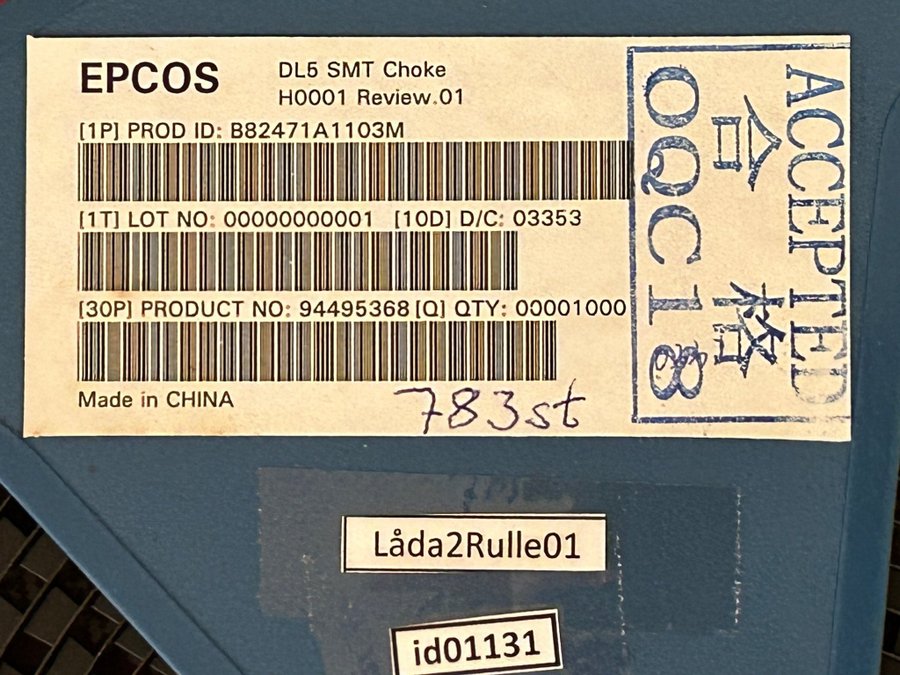 EPCOS
DL5 SMT Choke
H0001 Review.01
[1P] PROD ID: B82471A1103M
[1T] LOT NO: 00000000001 [10D] D/C: 03353
[30P] PRODUCT NO: 94495368 [Q] QTY: 00001000
Made in CHINA
783st
ACCEPTED
合格
OQC18
Låda2Rulle01
id01131